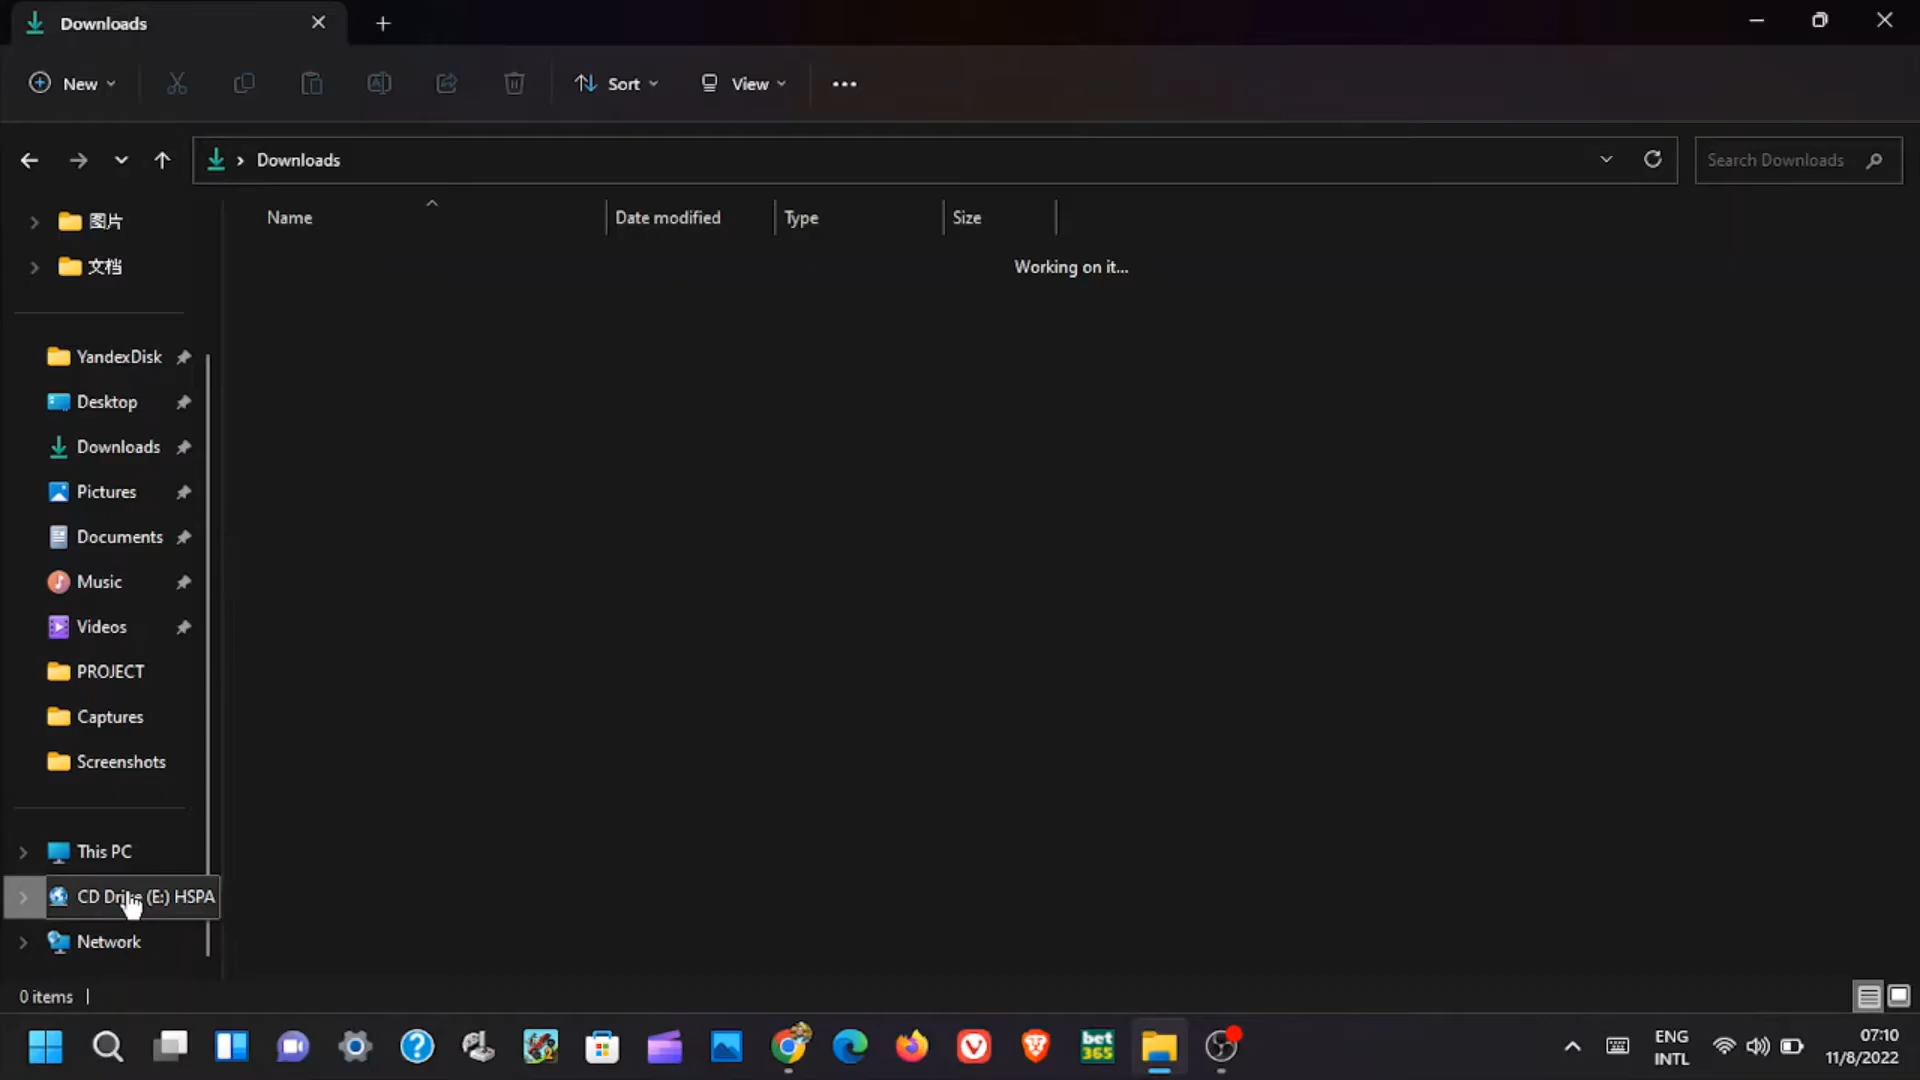 Downloads
New
Sort
View
Downloads
Search Downloads
图片
文档
Name
Date modified
Type
Size
Working on it...
YandexDisk
Desktop
Downloads
Pictures
Documents
Music
Videos
PROJECT
Captures
Screenshots
This PC
CD Drive (E:) HSPA
Network
0 items
bet
365
ENG
INTL
07:10
11/8/2022